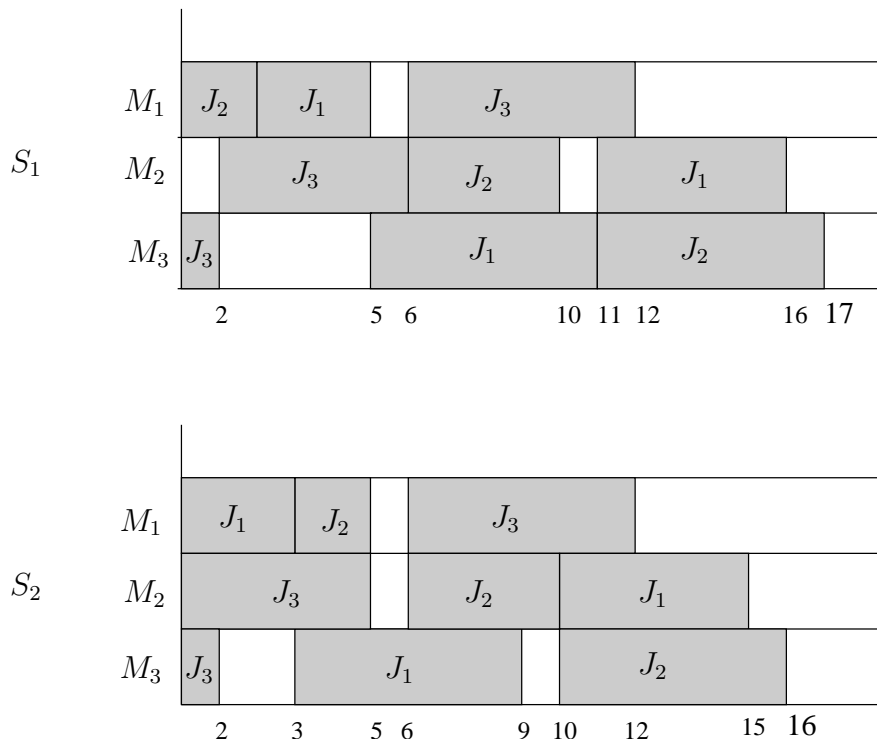 M₁ J₂ J₁ J₃
S₁ M₂ J₃ J₂ J₁
M₃ J₃ J₁ J₂
2 5 6 10 11 12 16 17
M₁ J₁ J₂ J₃
S₂ M₂ J₃ J₂ J₁
M₃ J₃ J₁ J₂
2 3 5 6 9 10 12 15 16